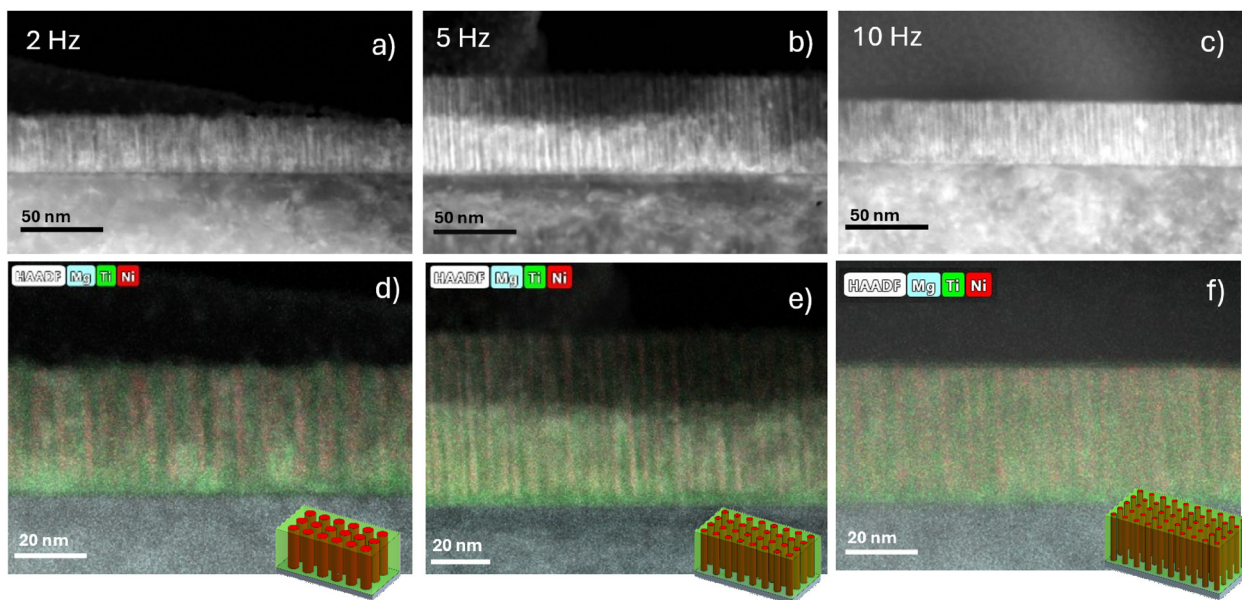 2 Hz
a)
5 Hz
b)
10 Hz
c)
50 nm
50 nm
50 nm
HAADF Mg Ti Ni
d)
HAADF Mg Ti Ni
e)
HAADF Mg Ti Ni
f)
20 nm
20 nm
20 nm